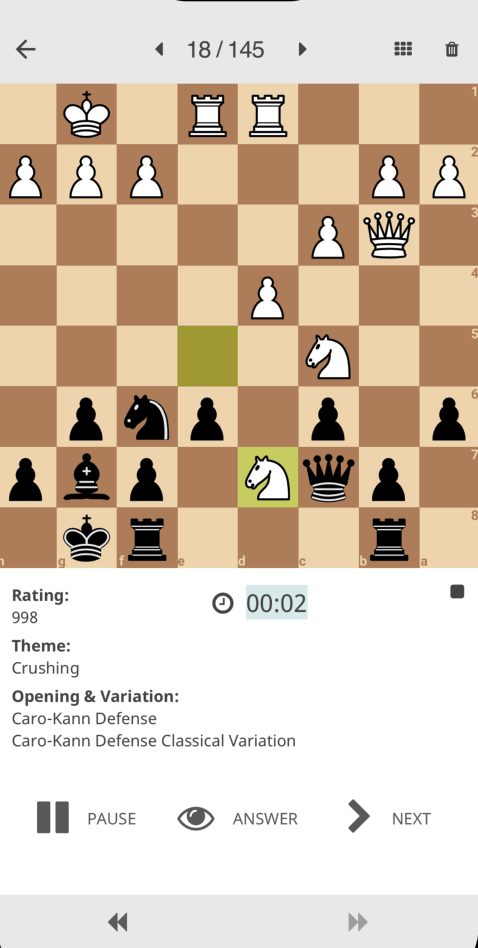 18 / 145
1
2
3
4
5
6
7
8
h g f e d c b a
Rating:
998
00:02
Theme:
Crushing
Opening & Variation:
Caro-Kann Defense
Caro-Kann Defense Classical Variation
PAUSE ANSWER NEXT